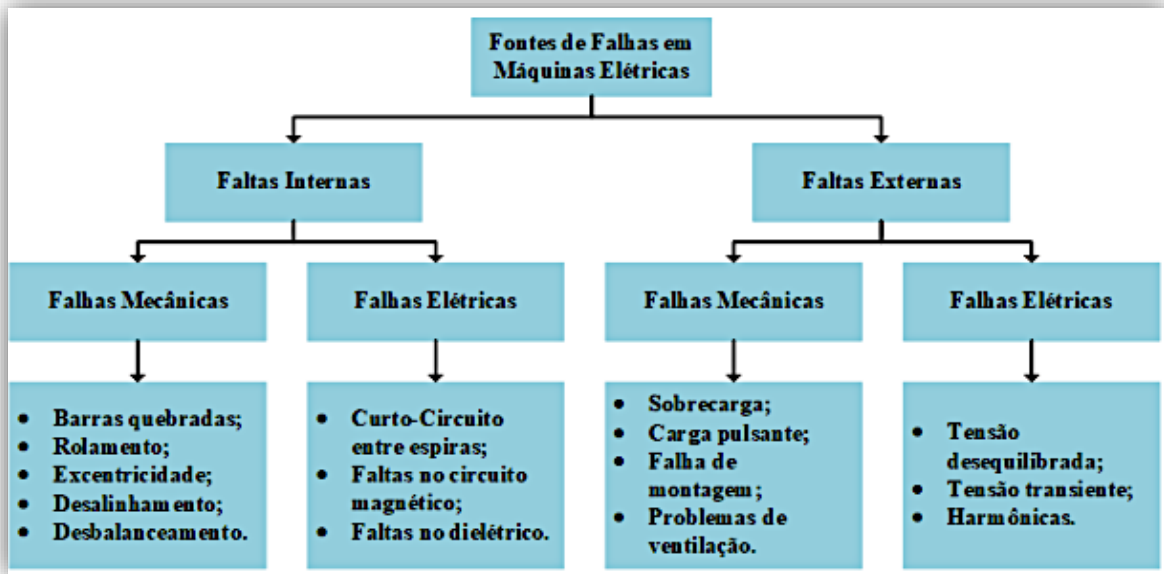 Fontes de Falhas em
Máquinas Elétricas
Faltas Internas
Faltas Externas
Falhas Mecânicas
Falhas Elétricas
Falhas Mecânicas
Falhas Elétricas
• Barras quebradas;
• Rolamento;
• Excentricidade;
• Desalinhamento;
• Desbalanceamento.
• Curto-Circuito
entre espiras;
• Faltas no circuito
magnético;
• Faltas no dielétrico.
• Sobrecarga;
• Carga pulsante;
• Falha de
montagem;
• Problemas de
ventilação.
• Tensão
desequilibrada;
• Tensão transiente;
• Harmônicas.